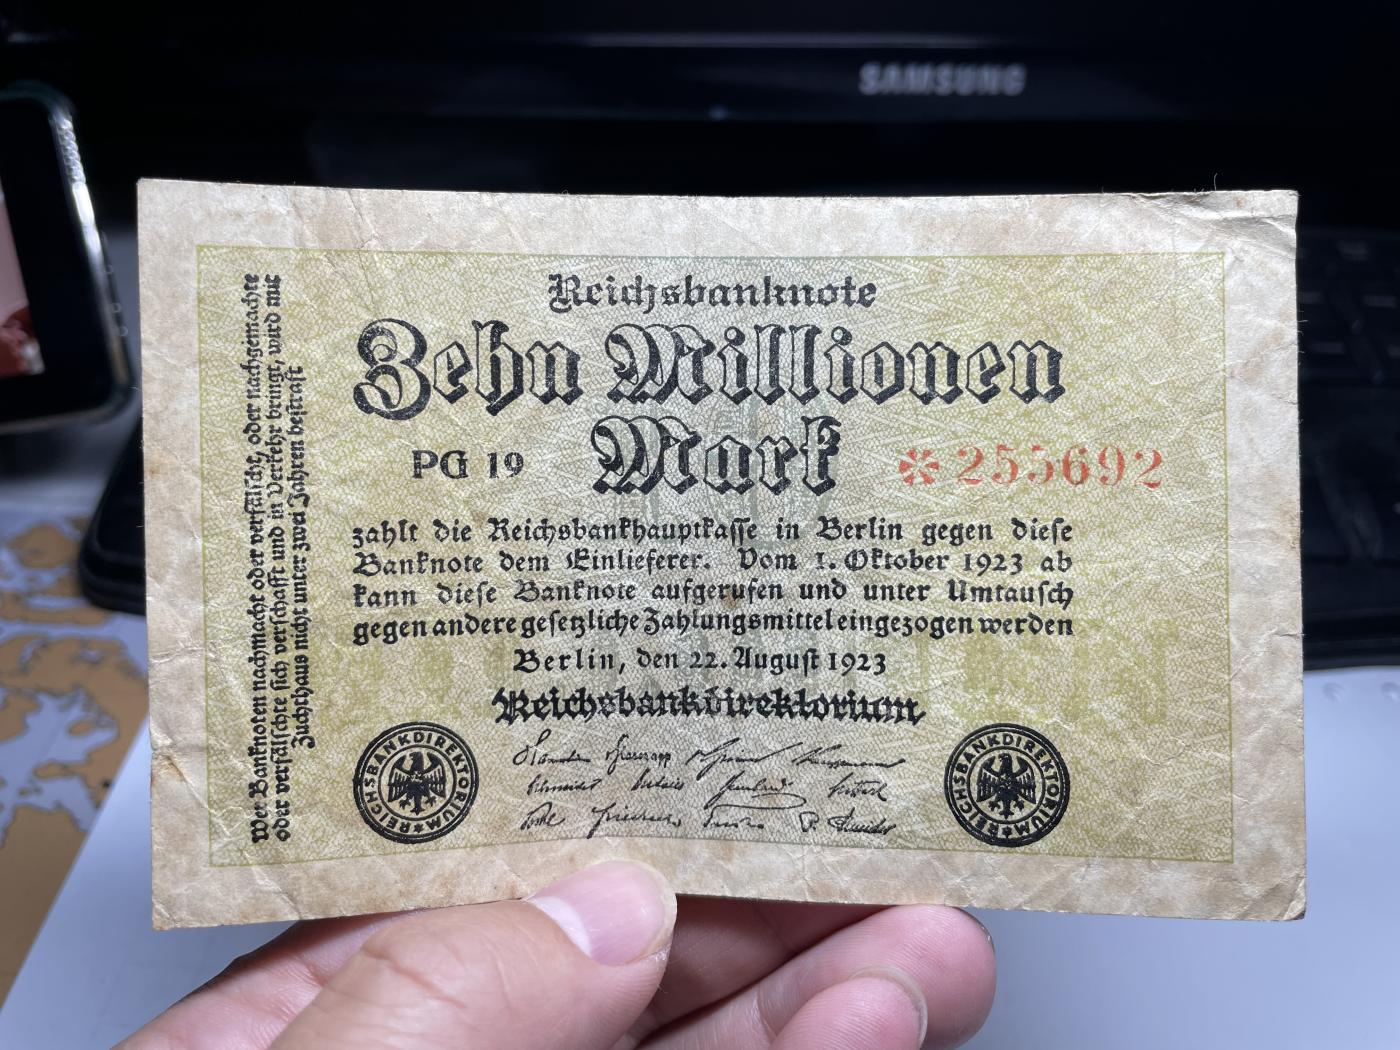 SAMSUNG
Reichsbanknote
Zehn Millionen
Mark
PG 19
*255692
zahlt die Reichsbankhauptkasse in Berlin gegen diese
Banknote dem Einlieferer. Vom 1. Oktober 1923 ab
kann diese Banknote aufgerufen und unter Umtausch
gegen andere gesetzliche Zahlungsmittel eingezogen werden
Berlin, den 22. August 1923
Reichsbankdirektorium
REICHSBANKDIREKTORIUM
REICHSBANKDIREKTORIUM
Wer Banknoten nachmacht oder verfälscht, oder nachgemachte
oder verfälschte sich verschafft und in Verkehr bringt, wird mit
Zuchthaus nicht unter zwei Jahren bestraft